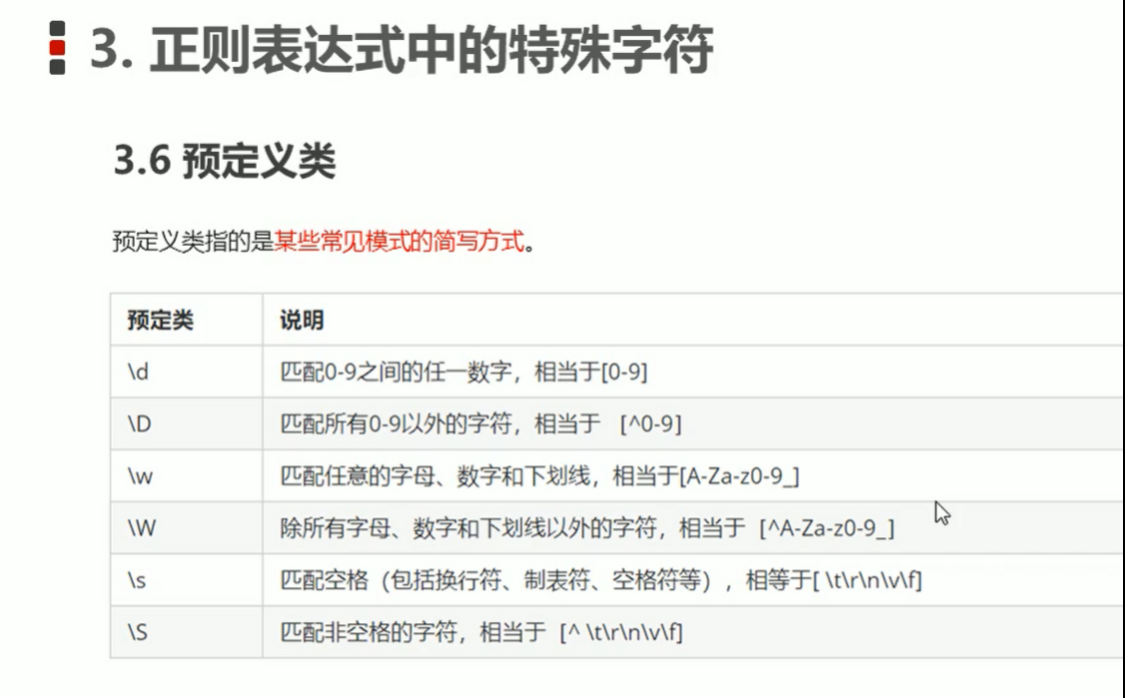 3. 正则表达式中的特殊字符
3.6 预定义类
预定义类指的是某些常见模式的简写方式。
预定类 说明
\d 匹配0-9之间的任一数字，相当于[0-9]
\D 匹配所有0-9以外的字符，相当于 [^0-9]
\w 匹配任意的字母、数字和下划线，相当于[A-Za-z0-9_]
\W 除所有字母、数字和下划线以外的字符，相当于 [^A-Za-z0-9_]
\s 匹配空格（包括换行符、制表符、空格符等），相等于[ \t\r\n\v\f]
\S 匹配非空格的字符，相当于 [^ \t\r\n\v\f]